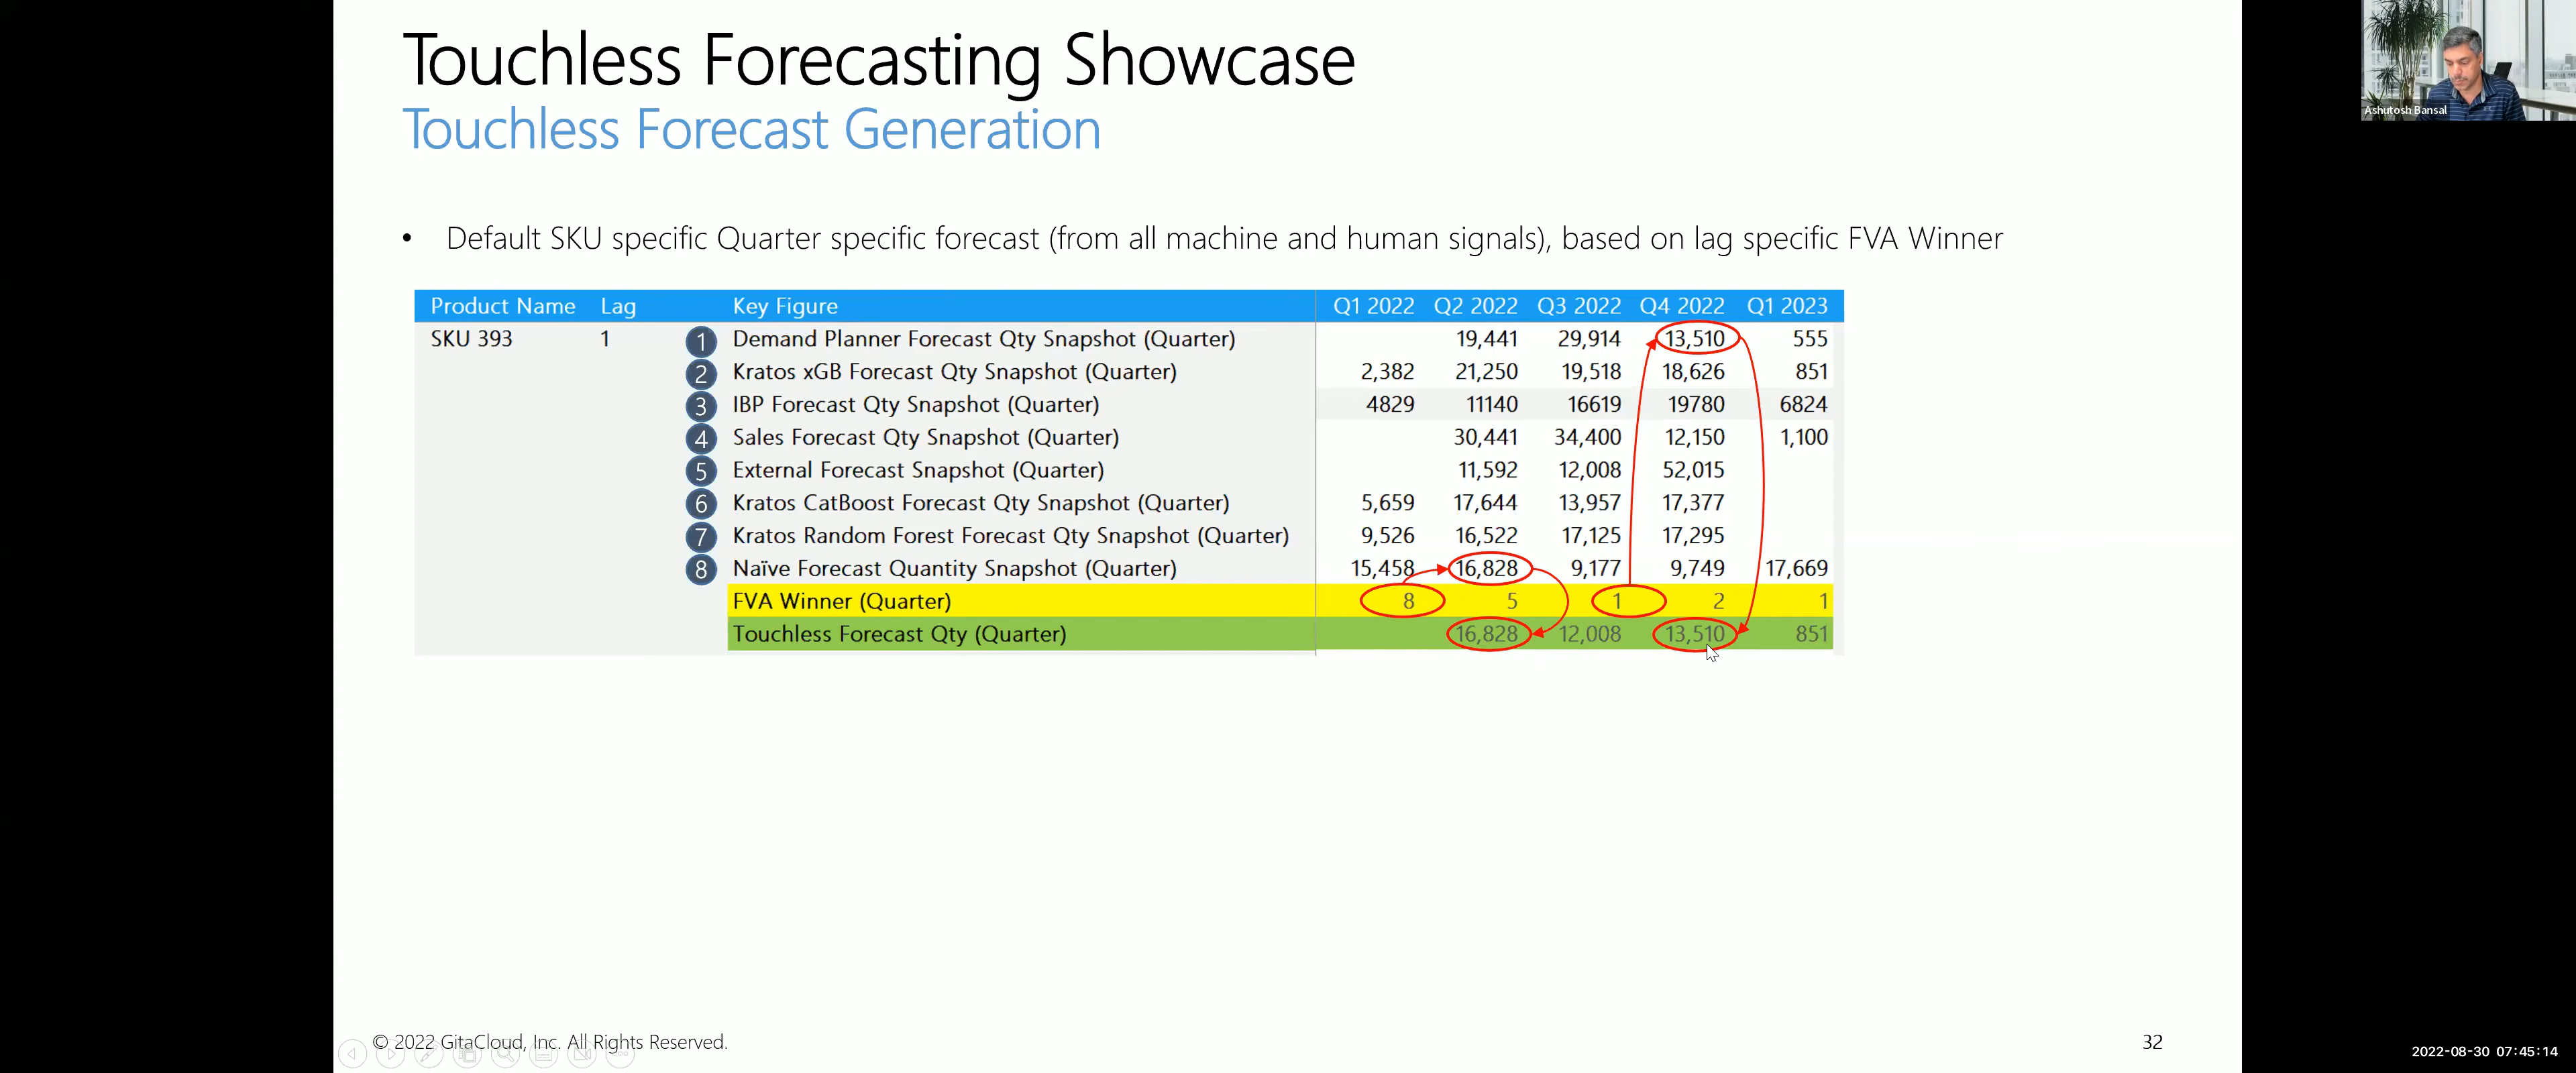 Touchless Forecasting Showcase
Touchless Forecast Generation
Ashutosh Bansal
• Default SKU specific Quarter specific forecast (from all machine and human signals), based on lag specific FVA Winner
Product Name Lag Key Figure Q1 2022 Q2 2022 Q3 2022 Q4 2022 Q1 2023
SKU 393 1 1 Demand Planner Forecast Qty Snapshot (Quarter) 19,441 29,914 13,510 555
2 Kratos xGB Forecast Qty Snapshot (Quarter) 2,382 21,250 19,518 18,626 851
3 IBP Forecast Qty Snapshot (Quarter) 4829 11140 16619 19780 6824
4 Sales Forecast Qty Snapshot (Quarter) 30,441 34,400 12,150 1,100
5 External Forecast Snapshot (Quarter) 11,592 12,008 52,015
6 Kratos CatBoost Forecast Qty Snapshot (Quarter) 5,659 17,644 13,957 17,377
7 Kratos Random Forest Forecast Qty Snapshot (Quarter) 9,526 16,522 17,125 17,295
8 Naïve Forecast Quantity Snapshot (Quarter) 15,458 16,828 9,177 9,749 17,669
FVA Winner (Quarter) 8 5 1 2 1
Touchless Forecast Qty (Quarter) 16,828 12,008 13,510 851
© 2022 GitaCloud, Inc. All Rights Reserved.
32
2022-08-30 07:45:14